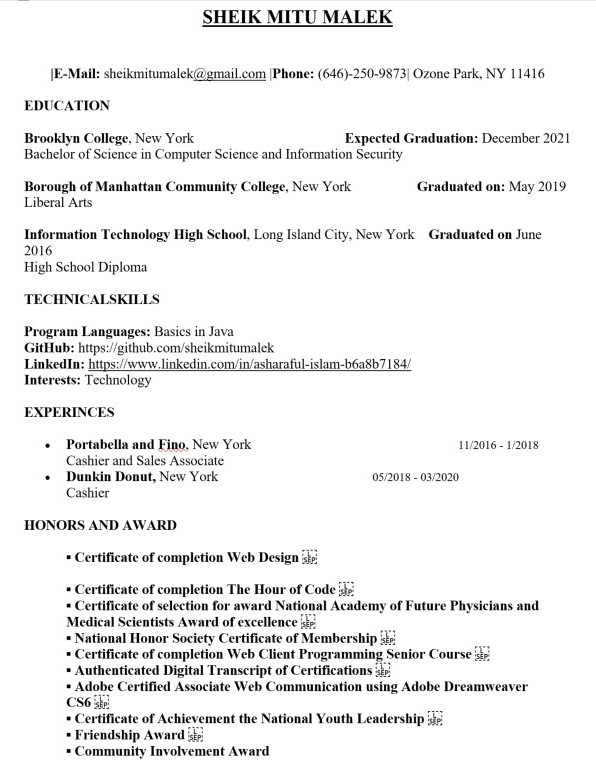 SHEIK MITU MALEK
|E-Mail: sheikmitumalek@gmail.com |Phone: (646)-250-9873| Ozone Park, NY 11416
EDUCATION
Brooklyn College, New York Expected Graduation: December 2021
Bachelor of Science in Computer Science and Information Security
Borough of Manhattan Community College, New York Graduated on: May 2019
Liberal Arts
Information Technology High School, Long Island City, New York Graduated on June
2016
High School Diploma
TECHNICALSKILLS
Program Languages: Basics in Java
GitHub: https://github.com/sheikmitumalek
LinkedIn: https://www.linkedin.com/in/asharaful-islam-b6a8b7184/
Interests: Technology
EXPERINCES
• Portabella and Fino, New York 11/2016 - 1/2018
Cashier and Sales Associate
• Dunkin Donut, New York 05/2018 - 03/2020
Cashier
HONORS AND AWARD
▪ Certificate of completion Web Design L SEP
▪ Certificate of completion The Hour of Code L SEP
▪ Certificate of selection for award National Academy of Future Physicians and
Medical Scientists Award of excellence L SEP
▪ National Honor Society Certificate of Membership L SEP
▪ Certificate of completion Web Client Programming Senior Course L SEP
▪ Authenticated Digital Transcript of Certifications L SEP
▪ Adobe Certified Associate Web Communication using Adobe Dreamweaver
CS6 L SEP
▪ Certificate of Achievement the National Youth Leadership L SEP
▪ Friendship Award L SEP
▪ Community Involvement Award